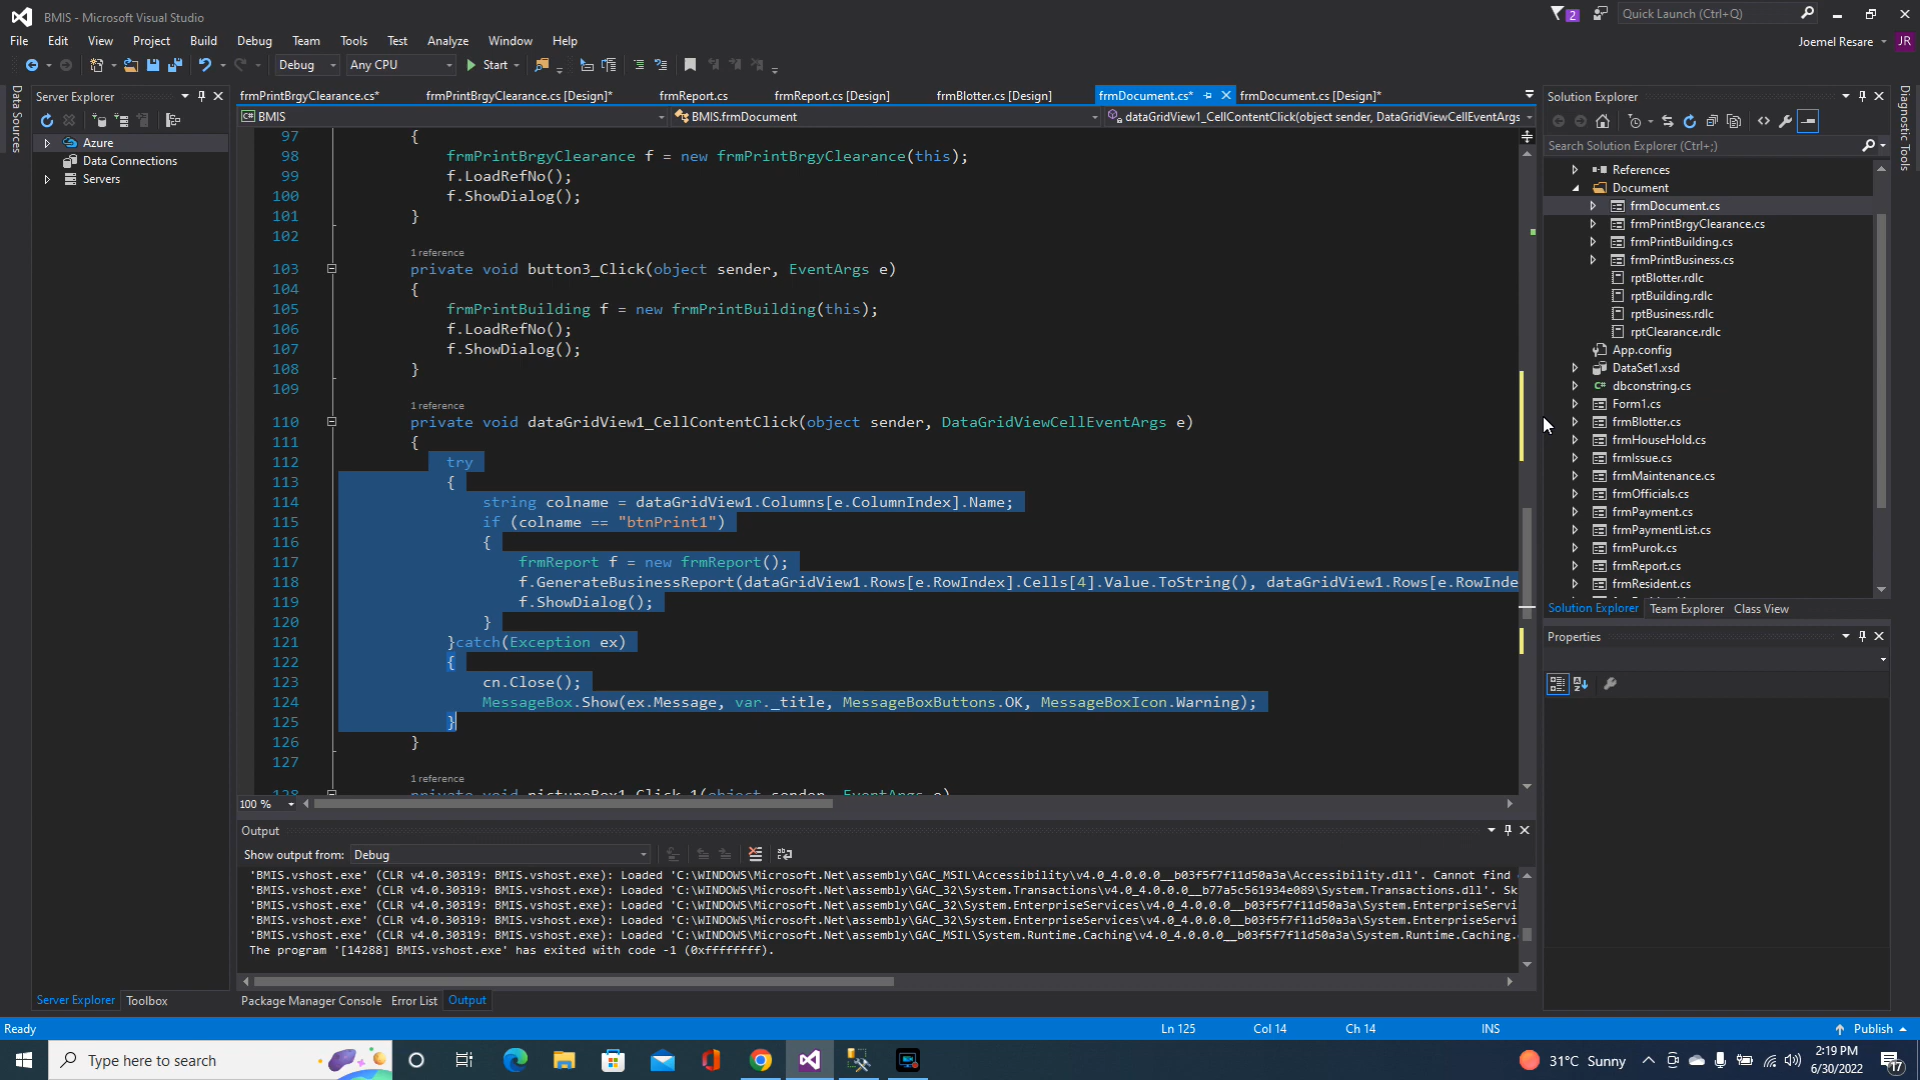 BMIS - Microsoft Visual Studio
2
Quick Launch (Ctrl+Q)
File Edit View Project Build Debug Team Tools Test Analyze Window Help
Joemel Resare
JR
Debug Any CPU Start
Data Sources
Server Explorer
Azure
Data Connections
Servers
frmPrintBrgyClearance.cs* frmPrintBrgyClearance.cs [Design]* frmReport.cs frmReport.cs [Design] frmBlotter.cs [Design] frmDocument.cs* frmDocument.cs [Design]*
BMIS BMIS.frmDocument dataGridView1_CellContentClick(object sender, DataGridViewCellEventArgs
97 {
98 frmPrintBrgyClearance f = new frmPrintBrgyClearance(this);
99 f.LoadRefNo();
100 f.ShowDialog();
101 }
102
1 reference
103 private void button3_Click(object sender, EventArgs e)
104 {
105 frmPrintBuilding f = new frmPrintBuilding(this);
106 f.LoadRefNo();
107 f.ShowDialog();
108 }
109
1 reference
110 private void dataGridView1_CellContentClick(object sender, DataGridViewCellEventArgs e)
111 {
112 try
113 {
114 string colname = dataGridView1.Columns[e.ColumnIndex].Name;
115 if (colname == "btnPrint1")
116 {
117 frmReport f = new frmReport();
118 f.GenerateBusinessReport(dataGridView1.Rows[e.RowIndex].Cells[4].Value.ToString(), dataGridView1.Rows[e.RowInde
119 f.ShowDialog();
120 }
121 }catch(Exception ex)
122 {
123 cn.Close();
124 MessageBox.Show(ex.Message, var._title, MessageBoxButtons.OK, MessageBoxIcon.Warning);
125 }
126 }
127
1 reference
128 private void pictureBox1_Click_1(object sender, EventArgs e)
100 %
Output
Show output from: Debug
'BMIS.vshost.exe' (CLR v4.0.30319: BMIS.vshost.exe): Loaded 'C:\WINDOWS\Microsoft.Net\assembly\GAC_MSIL\Accessibility\v4.0_4.0.0.0__b03f5f7f11d50a3a\Accessibility.dll'. Cannot find
'BMIS.vshost.exe' (CLR v4.0.30319: BMIS.vshost.exe): Loaded 'C:\WINDOWS\Microsoft.Net\assembly\GAC_32\System.Transactions\v4.0_4.0.0.0__b77a5c561934e089\System.Transactions.dll'. Sk
'BMIS.vshost.exe' (CLR v4.0.30319: BMIS.vshost.exe): Loaded 'C:\WINDOWS\Microsoft.Net\assembly\GAC_32\System.EnterpriseServices\v4.0_4.0.0.0__b03f5f7f11d50a3a\System.EnterpriseServi
'BMIS.vshost.exe' (CLR v4.0.30319: BMIS.vshost.exe): Loaded 'C:\WINDOWS\Microsoft.Net\assembly\GAC_32\System.EnterpriseServices\v4.0_4.0.0.0__b03f5f7f11d50a3a\System.EnterpriseServi
'BMIS.vshost.exe' (CLR v4.0.30319: BMIS.vshost.exe): Loaded 'C:\WINDOWS\Microsoft.Net\assembly\GAC_MSIL\System.Runtime.Caching\v4.0_4.0.0.0__b03f5f7f11d50a3a\System.Runtime.Caching.
The program '[14288] BMIS.vshost.exe' has exited with code -1 (0xffffffff).
Server Explorer Toolbox
Package Manager Console Error List Output
Solution Explorer
Search Solution Explorer (Ctrl+;)
References
Document
frmDocument.cs
frmPrintBrgyClearance.cs
frmPrintBuilding.cs
frmPrintBusiness.cs
rptBlotter.rdlc
rptBuilding.rdlc
rptBusiness.rdlc
rptClearance.rdlc
App.config
DataSet1.xsd
dbconstring.cs
Form1.cs
frmBlotter.cs
frmHouseHold.cs
frmIssue.cs
frmMaintenance.cs
frmOfficials.cs
frmPayment.cs
frmPaymentList.cs
frmPurok.cs
frmReport.cs
frmResident.cs
Solution Explorer Team Explorer Class View
Properties
Diagnostic Tools
Ready Ln 125 Col 14 Ch 14 INS Publish
Type here to search
31°C Sunny
2:19 PM
6/30/2022
17